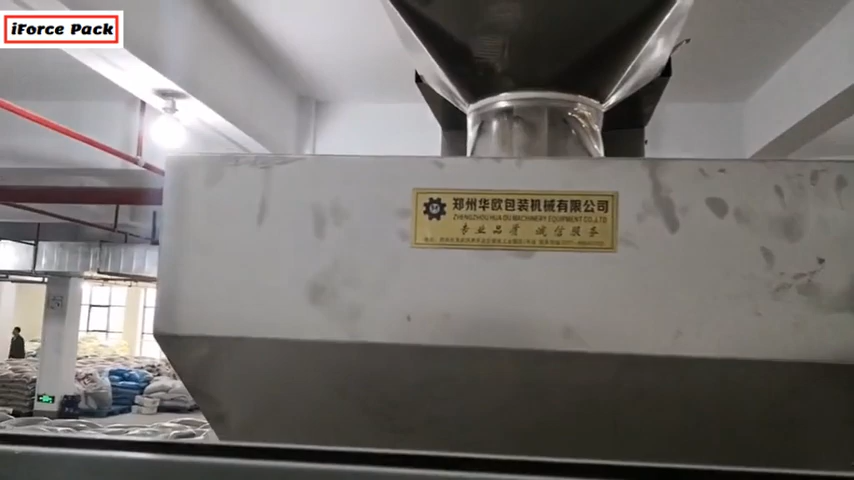 iForce Pack
郑州华欧包装机械有限公司
ZHENGZHOU HUA OU MACHINERY EQUIPMENTS CO.,LTD
专业品质 诚信服务